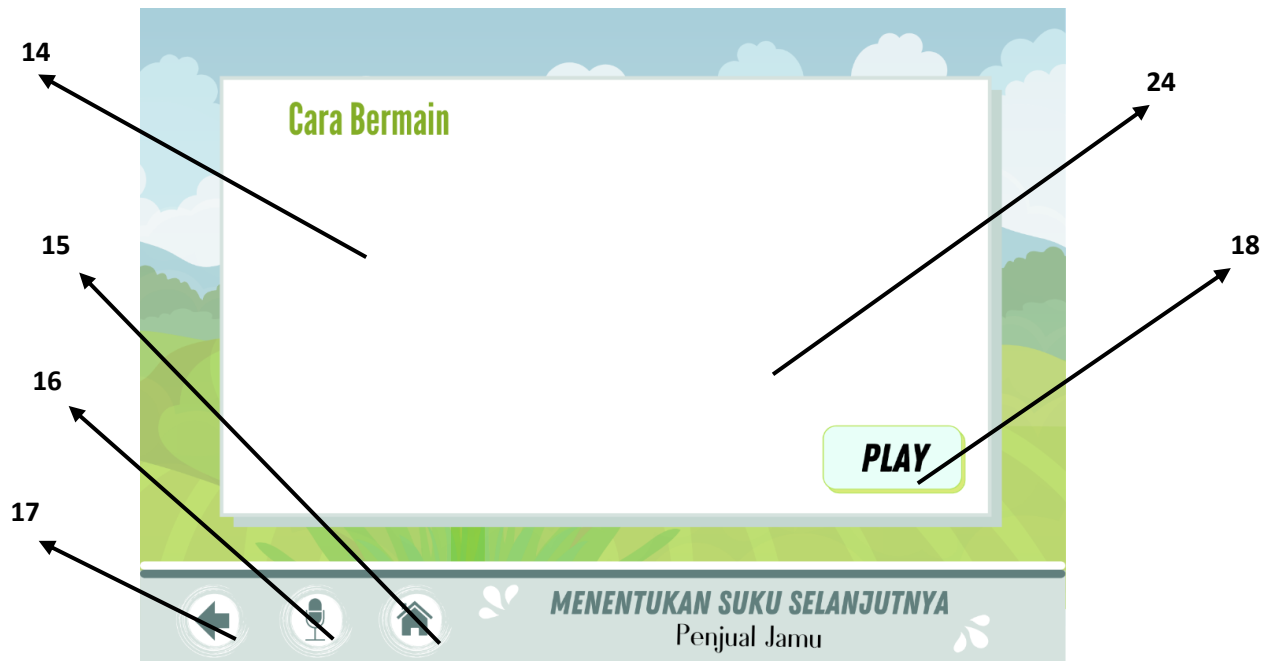 14
24
Cara Bermain
15
18
16
PLAY
17
MENENTUKAN SUKU SELANJUTNYA
Penjual Jamu